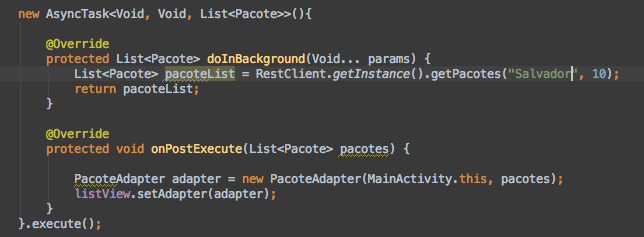 new AsyncTask<Void, Void, List<Pacote>>(){
@Override
protected List<Pacote> doInBackground(Void... params) {
List<Pacote> pacoteList = RestClient.getInstance().getPacotes("Salvador", 10);
return pacoteList;
}
@Override
protected void onPostExecute(List<Pacote> pacotes) {
PacoteAdapter adapter = new PacoteAdapter(MainActivity.this, pacotes);
listView.setAdapter(adapter);
}
}.execute();